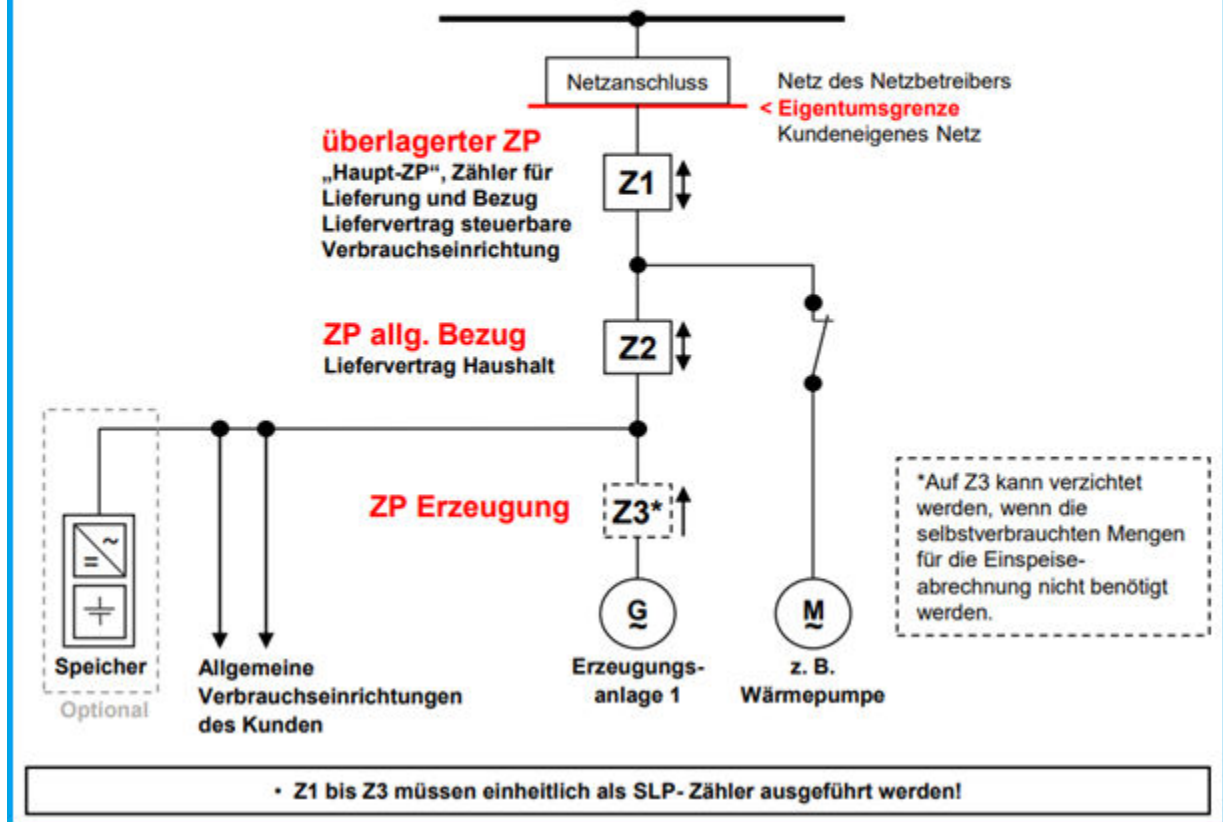 Netzanschluss
Netz des Netzbetreibers
< Eigentumsgrenze
Kundeneigenes Netz
überlagerter ZP
„Haupt-ZP“, Zähler für
Lieferung und Bezug
Liefervertrag steuerbare
Verbrauchseinrichtung
Z1
ZP allg. Bezug
Liefervertrag Haushalt
Z2
ZP Erzeugung
Z3*
*Auf Z3 kann verzichtet
werden, wenn die
selbstverbrauchten Mengen
für die Einspeise-
abrechnung nicht benötigt
werden.
~
=
G
~
M
~
Speicher
Optional
Allgemeine
Verbrauchseinrichtungen
des Kunden
Erzeugungs-
anlage 1
z. B.
Wärmepumpe
• Z1 bis Z3 müssen einheitlich als SLP- Zähler ausgeführt werden!